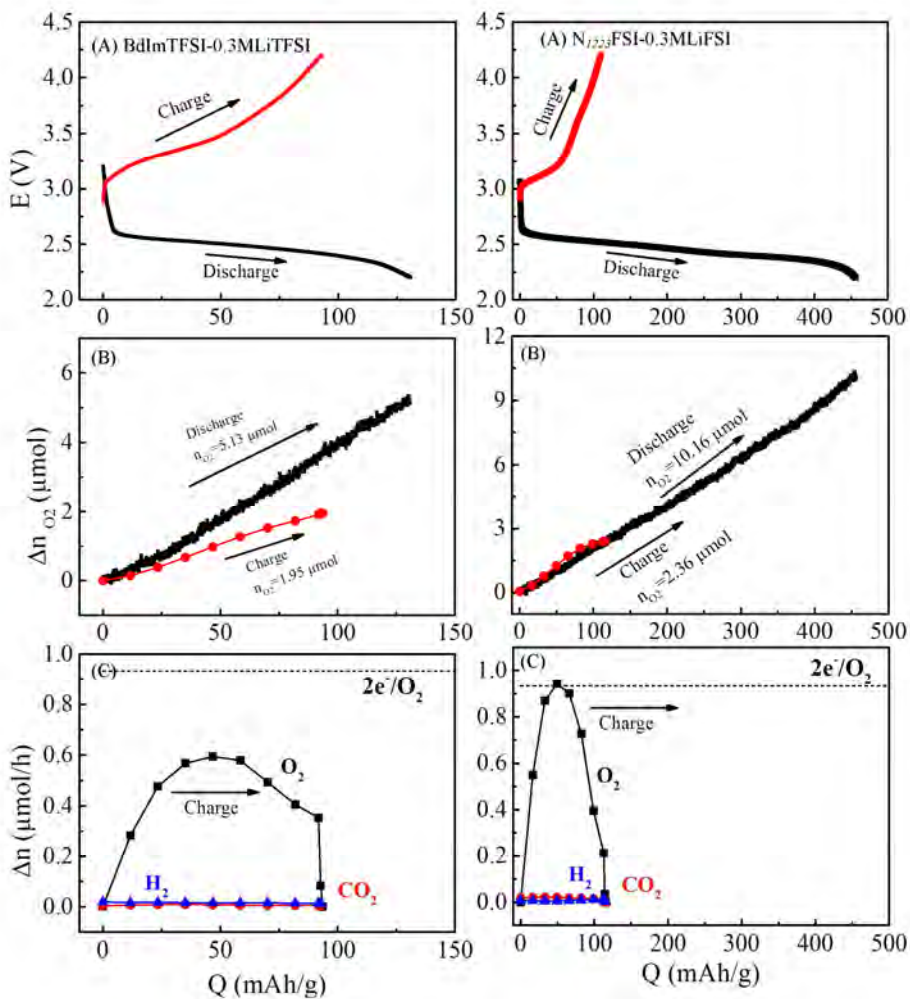 (A) BdImTFSI-0.3MLiTFSI
4.5
4.0
3.5
3.0
2.5
2.0
E (V)
Charge
Discharge
0 50 100 150
(A) N1223FSI-0.3MLiFSI
4.5
4.0
3.5
3.0
2.5
2.0
Charge
Discharge
0 100 200 300 400 500
(B)
6
4
2
0
Δn O2 (μmol)
Discharge
nO2=5.13 μmol
Charge
nO2=1.95 μmol
0 50 100 150
(B)
12
9
6
3
0
Discharge
nO2=10.16 μmol
Charge
nO2=2.36 μmol
0 100 200 300 400 500
(C)
1.0
0.8
0.6
0.4
0.2
0.0
Δn (μmol/h)
2e-/O2
O2
Charge
H2
CO2
0 50 100 150
Q (mAh/g)
(C)
1.0
0.8
0.6
0.4
0.2
0.0
2e-/O2
Charge
O2
H2
CO2
0 100 200 300 400 500
Q (mAh/g)